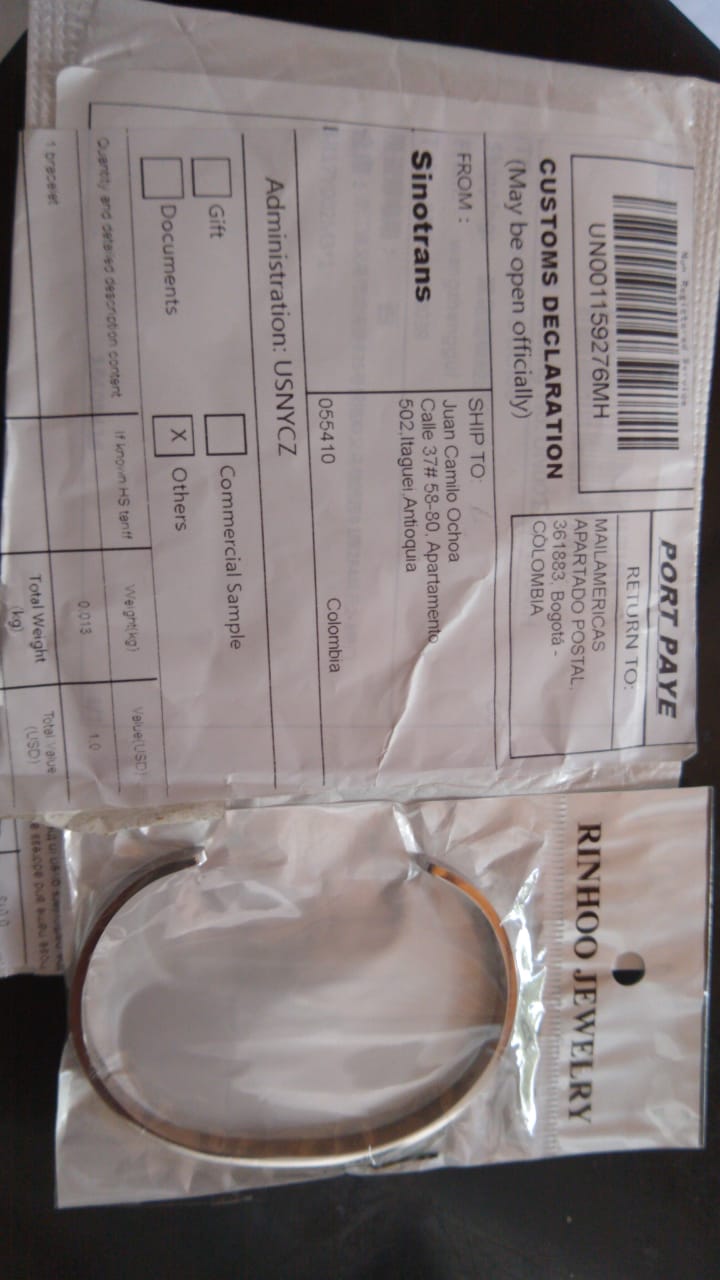 Non Registered Service
UN001159276MH
PORT PAYE
RETURN TO:
MAILAMERICAS
APARTADO POSTAL,
361883, Bogotá -
COLOMBIA
CUSTOMS DECLARATION
(May be open officially)
FROM :
Sinotrans
SHIP TO:
Juan Camilo Ochoa
Calle 37# 58-80, Apartamento
502,Itaguei,Antioquia
055410
Colombia
Administration: USNYCZ
Gift
Commercial Sample
Documents
X Others
Quantity and detailed description content
If known HS tariff
Weight(kg)
Value(USD)
0.013
1.0
1 bracelet
Total Weight
(kg)
Total Value
(USD)
RINHOO JEWELRY